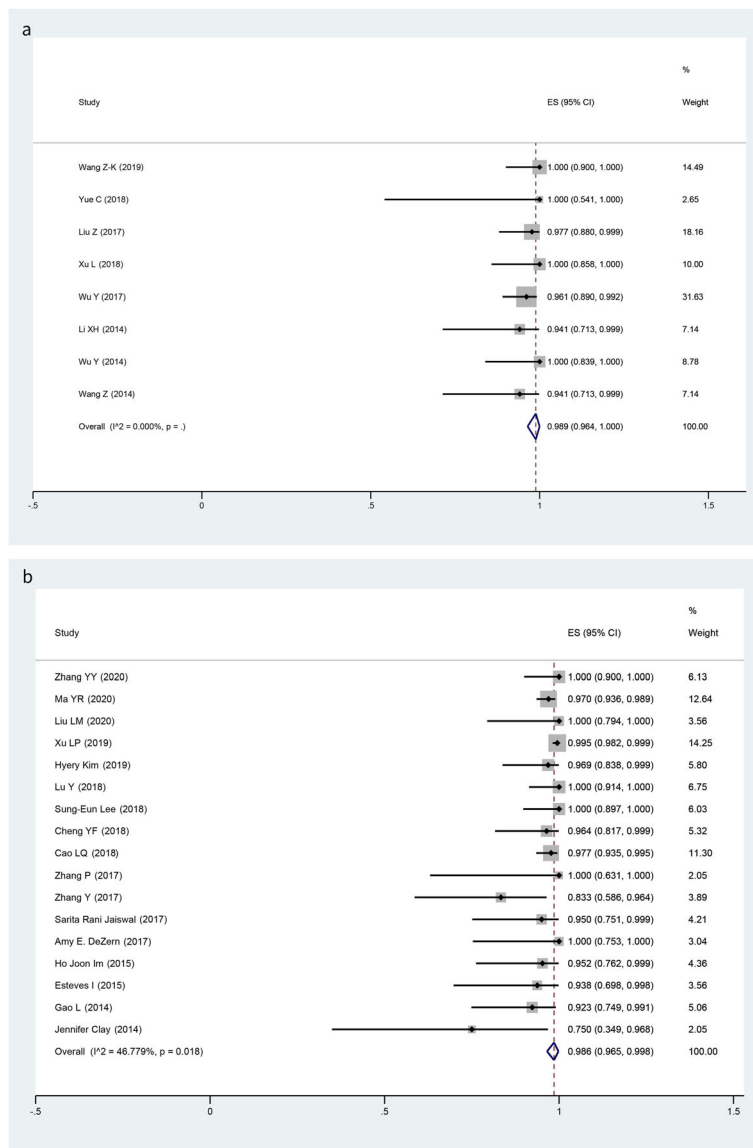 a
%
Study ES (95% CI) Weight
Wang Z-K (2019) 1.000 (0.900, 1.000) 14.49
Yue C (2018) 1.000 (0.541, 1.000) 2.65
Liu Z (2017) 0.977 (0.880, 0.999) 18.16
Xu L (2018) 1.000 (0.858, 1.000) 10.00
Wu Y (2017) 0.961 (0.890, 0.992) 31.63
Li XH (2014) 0.941 (0.713, 0.999) 7.14
Wu Y (2014) 1.000 (0.839, 1.000) 8.78
Wang Z (2014) 0.941 (0.713, 0.999) 7.14
Overall (I^2 = 0.000%, p = .) 0.989 (0.964, 1.000) 100.00
-.5 0 .5 1 1.5
b
%
Study ES (95% CI) Weight
Zhang YY (2020) 1.000 (0.900, 1.000) 6.13
Ma YR (2020) 0.970 (0.936, 0.989) 12.64
Liu LM (2020) 1.000 (0.794, 1.000) 3.56
Xu LP (2019) 0.995 (0.982, 0.999) 14.25
Hyery Kim (2019) 0.969 (0.838, 0.999) 5.80
Lu Y (2018) 1.000 (0.914, 1.000) 6.75
Sung-Eun Lee (2018) 1.000 (0.897, 1.000) 6.03
Cheng YF (2018) 0.964 (0.817, 0.999) 5.32
Cao LQ (2018) 0.977 (0.935, 0.995) 11.30
Zhang P (2017) 1.000 (0.631, 1.000) 2.05
Zhang Y (2017) 0.833 (0.586, 0.964) 3.89
Sarita Rani Jaiswal (2017) 0.950 (0.751, 0.999) 4.21
Amy E. DeZern (2017) 1.000 (0.753, 1.000) 3.04
Ho Joon Im (2015) 0.952 (0.762, 0.999) 4.36
Esteves I (2015) 0.938 (0.698, 0.998) 3.56
Gao L (2014) 0.923 (0.749, 0.991) 5.06
Jennifer Clay (2014) 0.750 (0.349, 0.968) 2.05
Overall (I^2 = 46.779%, p = 0.018) 0.986 (0.965, 0.998) 100.00
-.5 0 .5 1 1.5